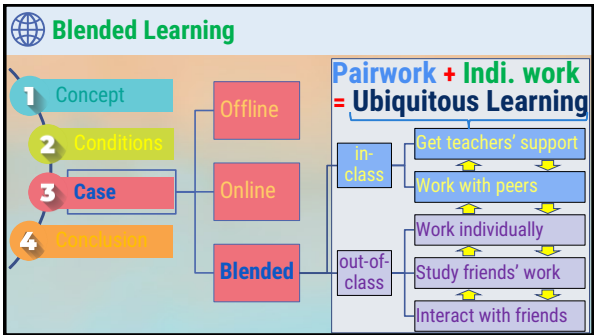 Blended Learning
1 Concept
2 Conditions
3 Case
4 Conclusion
Offline
Online
Blended
Pairwork + Indi. work
= Ubiquitous Learning
in-
class
Get teachers' support
Work with peers
out-of-
class
Work individually
Study friends' work
Interact with friends